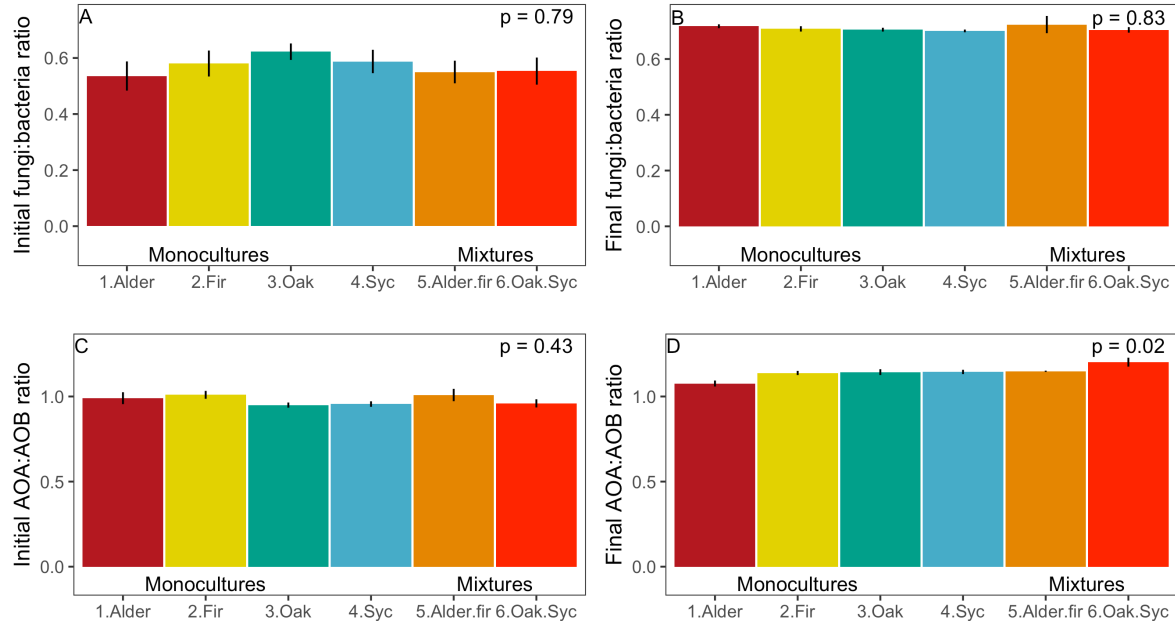 A
p = 0.79
Initial fungi:bacteria ratio
0.6
0.4
0.2
0.0
Monocultures
Mixtures
1.Alder 2.Fir 3.Oak 4.Syc 5.Alder.fir 6.Oak.Syc
B
p = 0.83
Final fungi:bacteria ratio
0.6
0.4
0.2
0.0
Monocultures
Mixtures
1.Alder 2.Fir 3.Oak 4.Syc 5.Alder.fir 6.Oak.Syc
C
p = 0.43
Initial AOA:AOB ratio
1.0
0.5
0.0
Monocultures
Mixtures
1.Alder 2.Fir 3.Oak 4.Syc 5.Alder.fir 6.Oak.Syc
D
p = 0.02
Final AOA:AOB ratio
1.0
0.5
0.0
Monocultures
Mixtures
1.Alder 2.Fir 3.Oak 4.Syc 5.Alder.fir 6.Oak.Syc